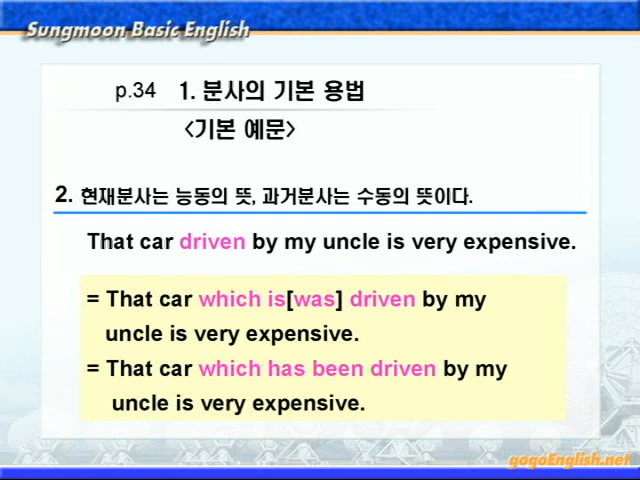 Sungmoon Basic English
p.34 1. 분사의 기본 용법
<기본 예문>
2. 현재분사는 능동의 뜻, 과거분사는 수동의 뜻이다.
That car driven by my uncle is very expensive.
= That car which is[was] driven by my
uncle is very expensive.
= That car which has been driven by my
uncle is very expensive.
gogoEnglish.net